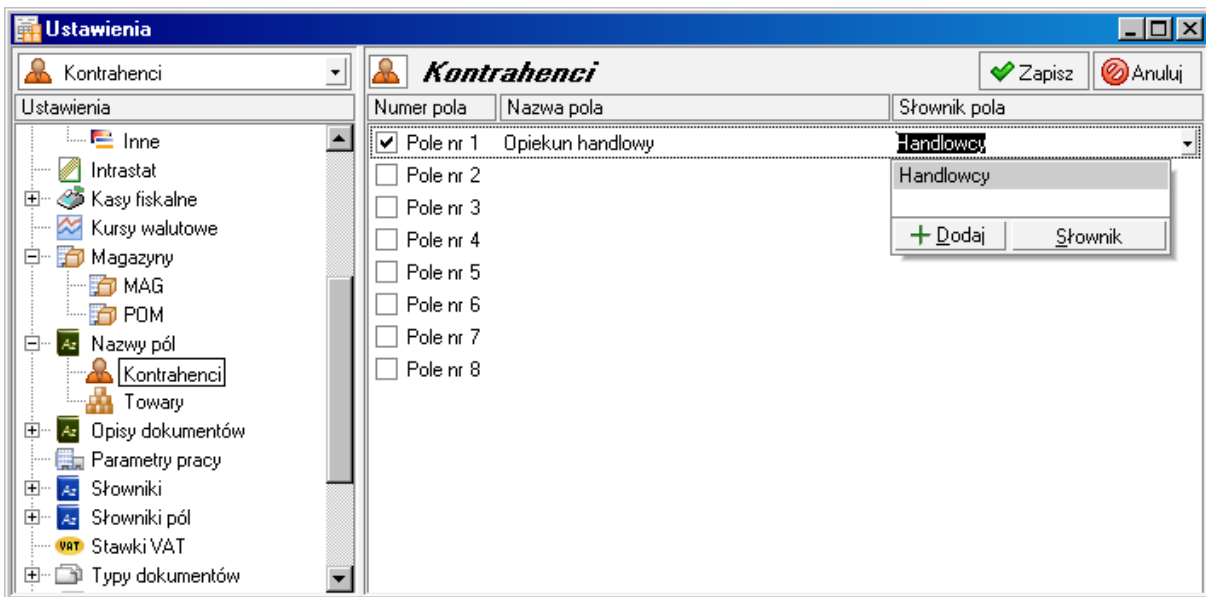 Ustawienia
Kontrahenci
Kontrahenci
Zapisz
Anuluj
Ustawienia
Numer pola
Nazwa pola
Słownik pola
Inne
Intrastat
Kasy fiskalne
Kursy walutowe
Magazyny
MAG
POM
Nazwy pól
Kontrahenci
Towary
Opisy dokumentów
Parametry pracy
Słowniki
Słowniki pól
VAT Stawki VAT
Typy dokumentów
Pole nr 1 Opiekun handlowy Handlowcy
Pole nr 2
Pole nr 3
Pole nr 4
Pole nr 5
Pole nr 6
Pole nr 7
Pole nr 8
Handlowcy
Dodaj
Słownik